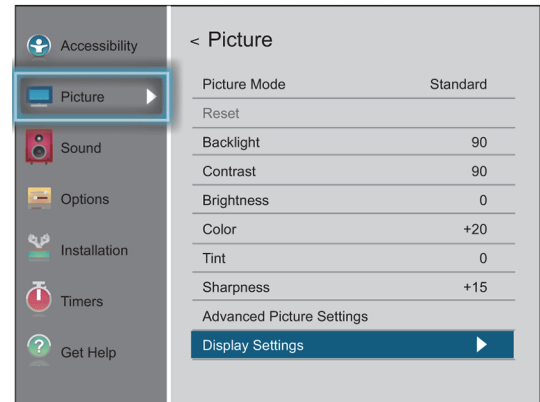 Accessibility
Picture
Sound
Options
Installation
Timers
? Get Help
< Picture
Picture Mode Standard
Reset
Backlight 90
Contrast 90
Brightness 0
Color +20
Tint 0
Sharpness +15
Advanced Picture Settings
Display Settings